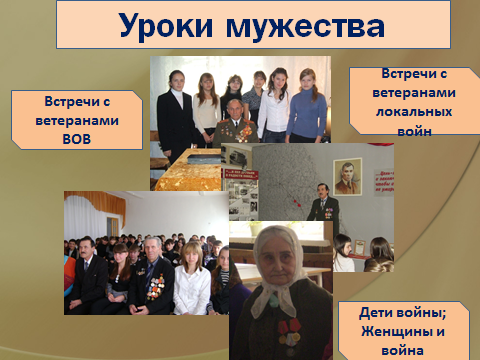 Уроки мужества
Встречи с
ветеранами
ВОВ
Встречи с
ветеранами
локальных
войн
Дети войны;
Женщины и
война